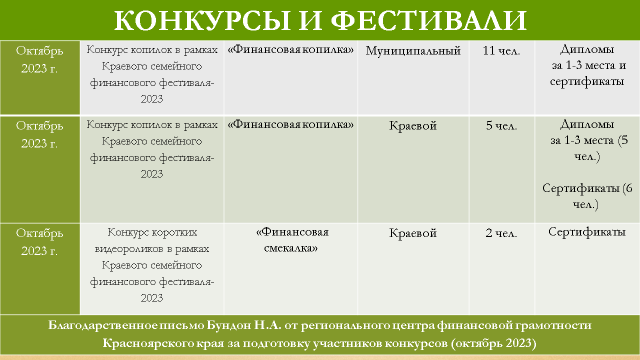 КОНКУРСЫ И ФЕСТИВАЛИ
Октябрь
2023 г.
Конкурс копилок в рамках
Краевого семейного
финансового фестиваля-
2023
«Финансовая копилка»
Муниципальный
11 чел.
Дипломы
за 1-3 места и
сертификаты
Октябрь
2023 г.
Конкурс копилок в рамках
Краевого семейного
финансового фестиваля-
2023
«Финансовая копилка»
Краевой
5 чел.
Дипломы
за 1-3 места (5
чел.)
Сертификаты (6
чел.)
Октябрь
2023 г.
Конкурс коротких
видеороликов в рамках
Краевого семейного
финансового фестиваля-
2023
«Финансовая
смекалка»
Краевой
2 чел.
Сертификаты
Благодарственное письмо Бундон Н.А. от регионального центра финансовой грамотности
Красноярского края за подготовку участников конкурсов (октябрь 2023)